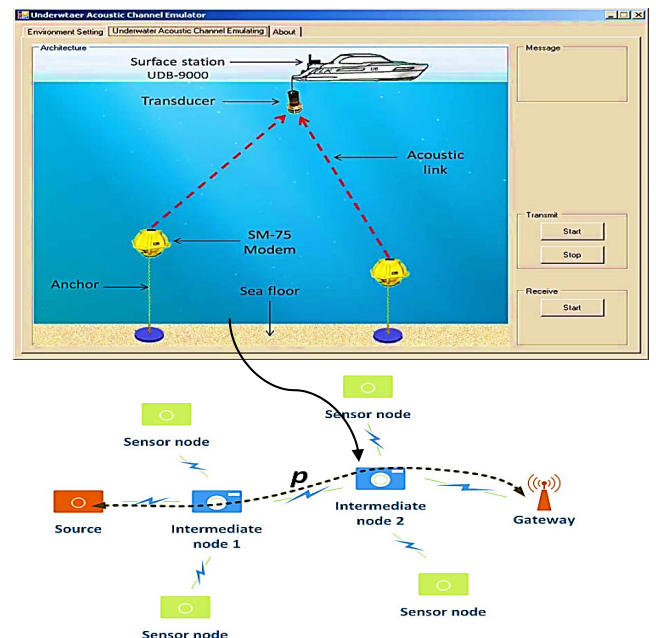 Underwtaer Acoustic Channel Emulator
Environment Setting Underwater Acoustic Channel Emulating About
Architecture
Message
Surface station
UDB-9000
Transducer
Acoustic
link
SM-75
Modem
Anchor
Sea floor
Transmit
Start
Stop
Receive
Start
Sensor node
Sensor node
p
Source
Intermediate
node 1
Intermediate
node 2
Gateway
Sensor node
Sensor node